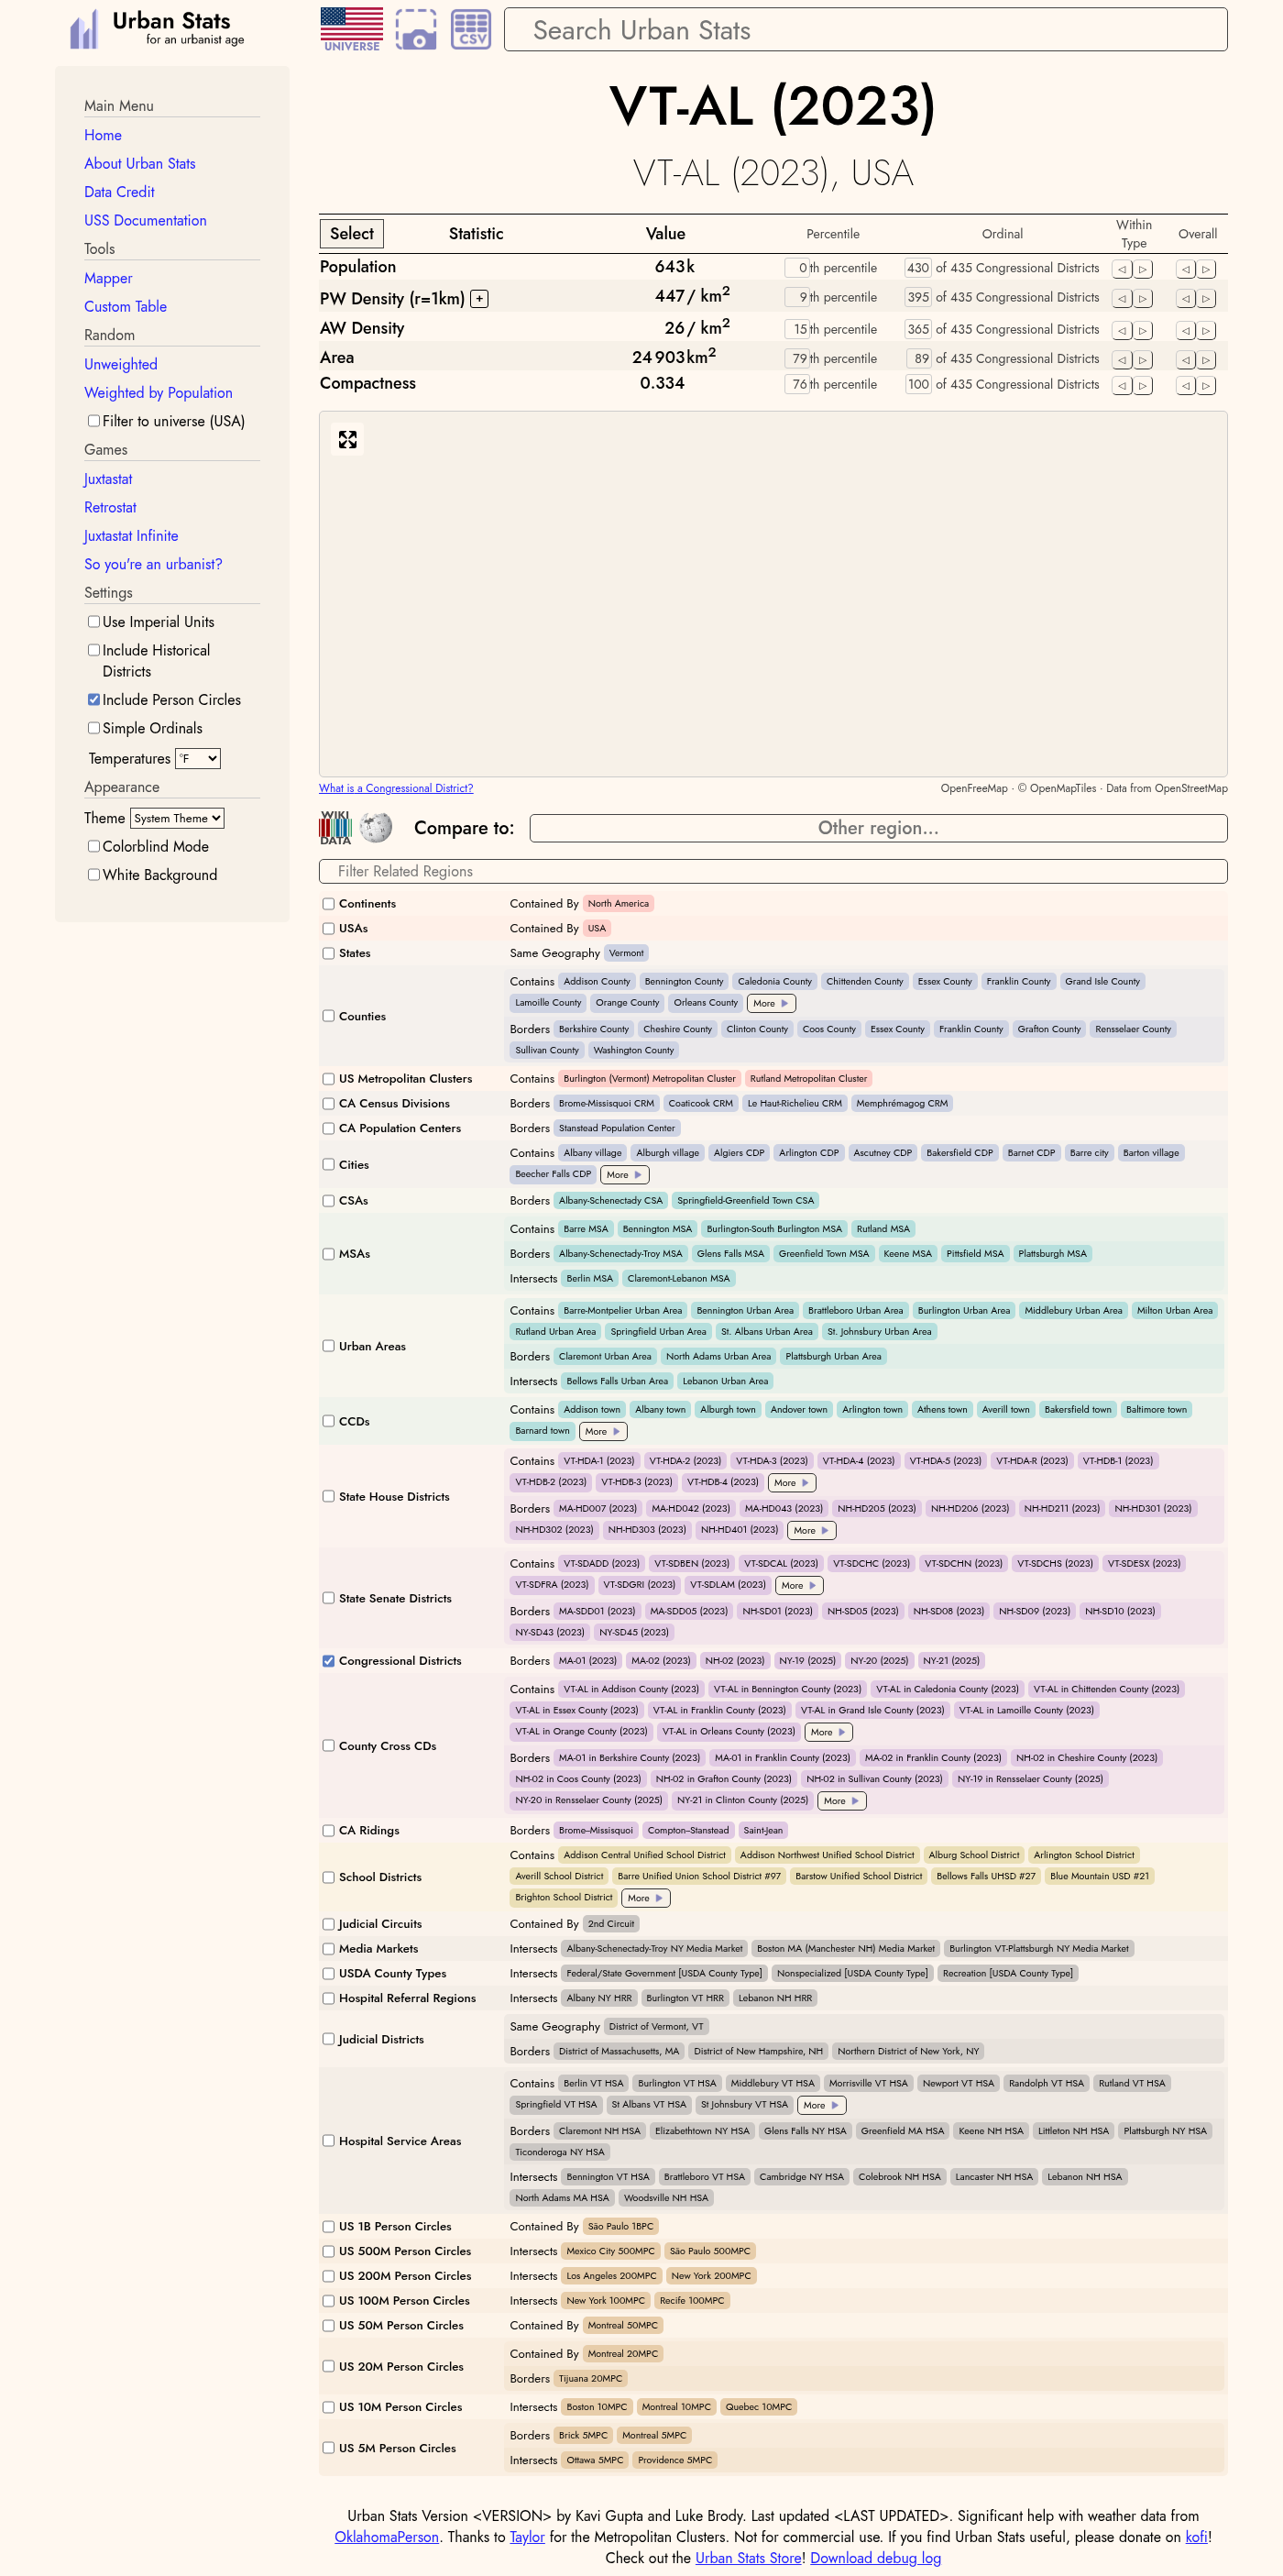 Urban Stats
for an urbanist age
UNIVERSE
CSV
Search Urban Stats
Main Menu
Home
About Urban Stats
Data Credit
USS Documentation
Tools
Mapper
Custom Table
Random
Unweighted
Weighted by Population
Filter to universe (USA)
Games
Juxtastat
Retrostat
Juxtastat Infinite
So you're an urbanist?
Settings
Use Imperial Units
Include Historical
Districts
Include Person Circles
Simple Ordinals
Temperatures °F
Appearance
Theme System Theme
Colorblind Mode
White Background
VT-AL (2023)
VT-AL (2023), USA
Select Statistic Value Percentile Ordinal Within Type Overall
Population 643k 0th percentile 430 of 435 Congressional Districts
PW Density (r=1km) + 447 / km2 9th percentile 395 of 435 Congressional Districts
AW Density 26 / km2 15th percentile 365 of 435 Congressional Districts
Area 24 903 km2 79th percentile 89 of 435 Congressional Districts
Compactness 0.334 76th percentile 100 of 435 Congressional Districts
What is a Congressional District? OpenFreeMap · © OpenMapTiles · Data from OpenStreetMap
WIKI
DATA
Compare to: Other region...
Filter Related Regions
Continents Contained By North America
USAs Contained By USA
States Same Geography Vermont
Counties
Contains Addison County Bennington County Caledonia County Chittenden County Essex County Franklin County Grand Isle County
Lamoille County Orange County Orleans County More
Borders Berkshire County Cheshire County Clinton County Coos County Essex County Franklin County Grafton County Rensselaer County
Sullivan County Washington County
US Metropolitan Clusters Contains Burlington (Vermont) Metropolitan Cluster Rutland Metropolitan Cluster
CA Census Divisions Borders Brome-Missisquoi CRM Coaticook CRM Le Haut-Richelieu CRM Memphrémagog CRM
CA Population Centers Borders Stanstead Population Center
Cities
Contains Albany village Alburgh village Algiers CDP Arlington CDP Ascutney CDP Bakersfield CDP Barnet CDP Barre city Barton village
Beecher Falls CDP More
CSAs Borders Albany-Schenectady CSA Springfield-Greenfield Town CSA
MSAs
Contains Barre MSA Bennington MSA Burlington-South Burlington MSA Rutland MSA
Borders Albany-Schenectady-Troy MSA Glens Falls MSA Greenfield Town MSA Keene MSA Pittsfield MSA Plattsburgh MSA
Intersects Berlin MSA Claremont-Lebanon MSA
Urban Areas
Contains Barre-Montpelier Urban Area Bennington Urban Area Brattleboro Urban Area Burlington Urban Area Middlebury Urban Area Milton Urban Area
Rutland Urban Area Springfield Urban Area St. Albans Urban Area St. Johnsbury Urban Area
Borders Claremont Urban Area North Adams Urban Area Plattsburgh Urban Area
Intersects Bellows Falls Urban Area Lebanon Urban Area
CCDs
Contains Addison town Albany town Alburgh town Andover town Arlington town Athens town Averill town Bakersfield town Baltimore town
Barnard town More
State House Districts
Contains VT-HDA-1 (2023) VT-HDA-2 (2023) VT-HDA-3 (2023) VT-HDA-4 (2023) VT-HDA-5 (2023) VT-HDA-R (2023) VT-HDB-1 (2023)
VT-HDB-2 (2023) VT-HDB-3 (2023) VT-HDB-4 (2023) More
Borders MA-HD007 (2023) MA-HD042 (2023) MA-HD043 (2023) NH-HD205 (2023) NH-HD206 (2023) NH-HD211 (2023) NH-HD301 (2023)
NH-HD302 (2023) NH-HD303 (2023) NH-HD401 (2023) More
State Senate Districts
Contains VT-SDADD (2023) VT-SDBEN (2023) VT-SDCAL (2023) VT-SDCHC (2023) VT-SDCHN (2023) VT-SDCHS (2023) VT-SDESX (2023)
VT-SDFRA (2023) VT-SDGRI (2023) VT-SDLAM (2023) More
Borders MA-SDD01 (2023) MA-SDD05 (2023) NH-SD01 (2023) NH-SD05 (2023) NH-SD08 (2023) NH-SD09 (2023) NH-SD10 (2023)
NY-SD43 (2023) NY-SD45 (2023)
Congressional Districts Borders MA-01 (2023) MA-02 (2023) NH-02 (2023) NY-19 (2025) NY-20 (2025) NY-21 (2025)
County Cross CDs
Contains VT-AL in Addison County (2023) VT-AL in Bennington County (2023) VT-AL in Caledonia County (2023) VT-AL in Chittenden County (2023)
VT-AL in Essex County (2023) VT-AL in Franklin County (2023) VT-AL in Grand Isle County (2023) VT-AL in Lamoille County (2023)
VT-AL in Orange County (2023) VT-AL in Orleans County (2023) More
Borders MA-01 in Berkshire County (2023) MA-01 in Franklin County (2023) MA-02 in Franklin County (2023) NH-02 in Cheshire County (2023)
NH-02 in Coos County (2023) NH-02 in Grafton County (2023) NH-02 in Sullivan County (2023) NY-19 in Rensselaer County (2025)
NY-20 in Rensselaer County (2025) NY-21 in Clinton County (2025) More
CA Ridings Borders Brome–Missisquoi Compton–Stanstead Saint-Jean
School Districts
Contains Addison Central Unified School District Addison Northwest Unified School District Alburg School District Arlington School District
Averill School District Barre Unified Union School District #97 Barstow Unified School District Bellows Falls UHSD #27 Blue Mountain USD #21
Brighton School District More
Judicial Circuits Contained By 2nd Circuit
Media Markets Intersects Albany-Schenectady-Troy NY Media Market Boston MA (Manchester NH) Media Market Burlington VT-Plattsburgh NY Media Market
USDA County Types Intersects Federal/State Government [USDA County Type] Nonspecialized [USDA County Type] Recreation [USDA County Type]
Hospital Referral Regions Intersects Albany NY HRR Burlington VT HRR Lebanon NH HRR
Judicial Districts
Same Geography District of Vermont, VT
Borders District of Massachusetts, MA District of New Hampshire, NH Northern District of New York, NY
Hospital Service Areas
Contains Berlin VT HSA Burlington VT HSA Middlebury VT HSA Morrisville VT HSA Newport VT HSA Randolph VT HSA Rutland VT HSA
Springfield VT HSA St Albans VT HSA St Johnsbury VT HSA More
Borders Claremont NH HSA Elizabethtown NY HSA Glens Falls NY HSA Greenfield MA HSA Keene NH HSA Littleton NH HSA Plattsburgh NY HSA
Ticonderoga NY HSA
Intersects Bennington VT HSA Brattleboro VT HSA Cambridge NY HSA Colebrook NH HSA Lancaster NH HSA Lebanon NH HSA
North Adams MA HSA Woodsville NH HSA
US 1B Person Circles Contained By São Paulo 1BPC
US 500M Person Circles Intersects Mexico City 500MPC São Paulo 500MPC
US 200M Person Circles Intersects Los Angeles 200MPC New York 200MPC
US 100M Person Circles Intersects New York 100MPC Recife 100MPC
US 50M Person Circles Contained By Montreal 50MPC
US 20M Person Circles
Contained By Montreal 20MPC
Borders Tijuana 20MPC
US 10M Person Circles Intersects Boston 10MPC Montreal 10MPC Quebec 10MPC
US 5M Person Circles
Borders Brick 5MPC Montreal 5MPC
Intersects Ottawa 5MPC Providence 5MPC
Urban Stats Version <VERSION> by Kavi Gupta and Luke Brody. Last updated <LAST UPDATED>. Significant help with weather data from
OklahomaPerson. Thanks to Taylor for the Metropolitan Clusters. Not for commercial use. If you find Urban Stats useful, please donate on kofi!
Check out the Urban Stats Store! Download debug log